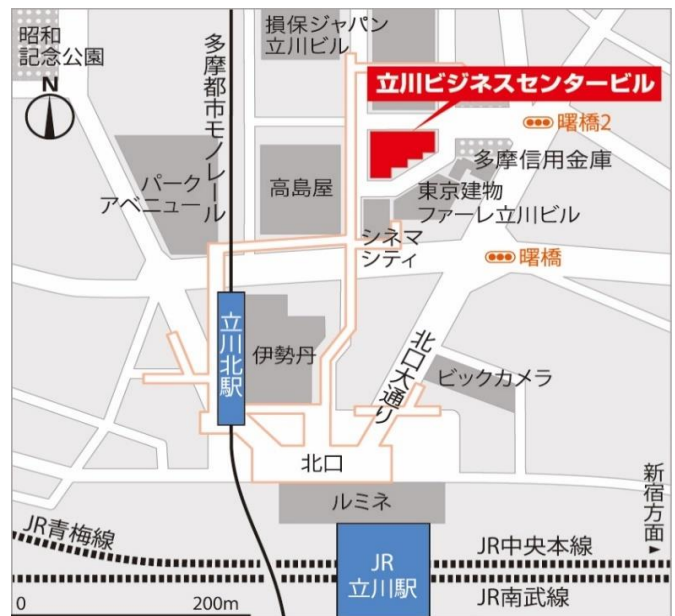 昭和
記念公園
N
多摩都市モノレール
損保ジャパン
立川ビル
立川ビジネスセンタービル
曙橋2
多摩信用金庫
パーク
アベニュー
高島屋
東京建物
ファーレ立川ビル
シネマ
シティ
曙橋
立川北駅
伊勢丹
北口大通り
ビックカメラ
北口
ルミネ
新宿方面
JR青梅線
JR
立川駅
JR中央本線
JR南武線
0 200m